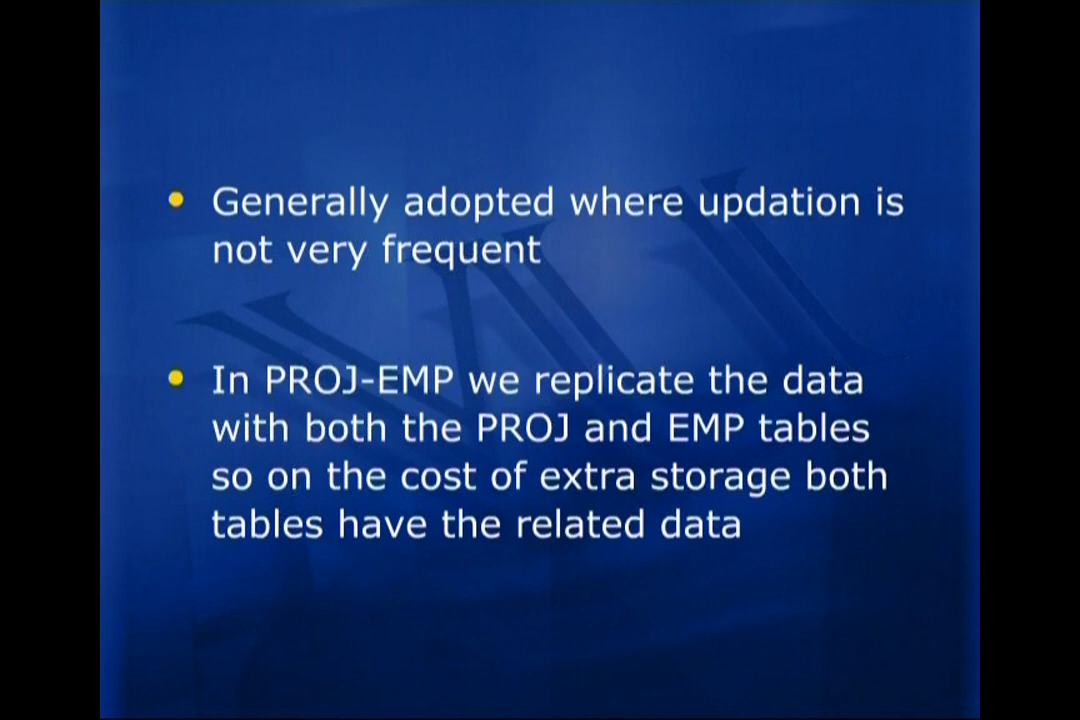 Generally adopted where updation is
not very frequent
In PROJ-EMP we replicate the data
with both the PROJ and EMP tables
so on the cost of extra storage both
tables have the related data